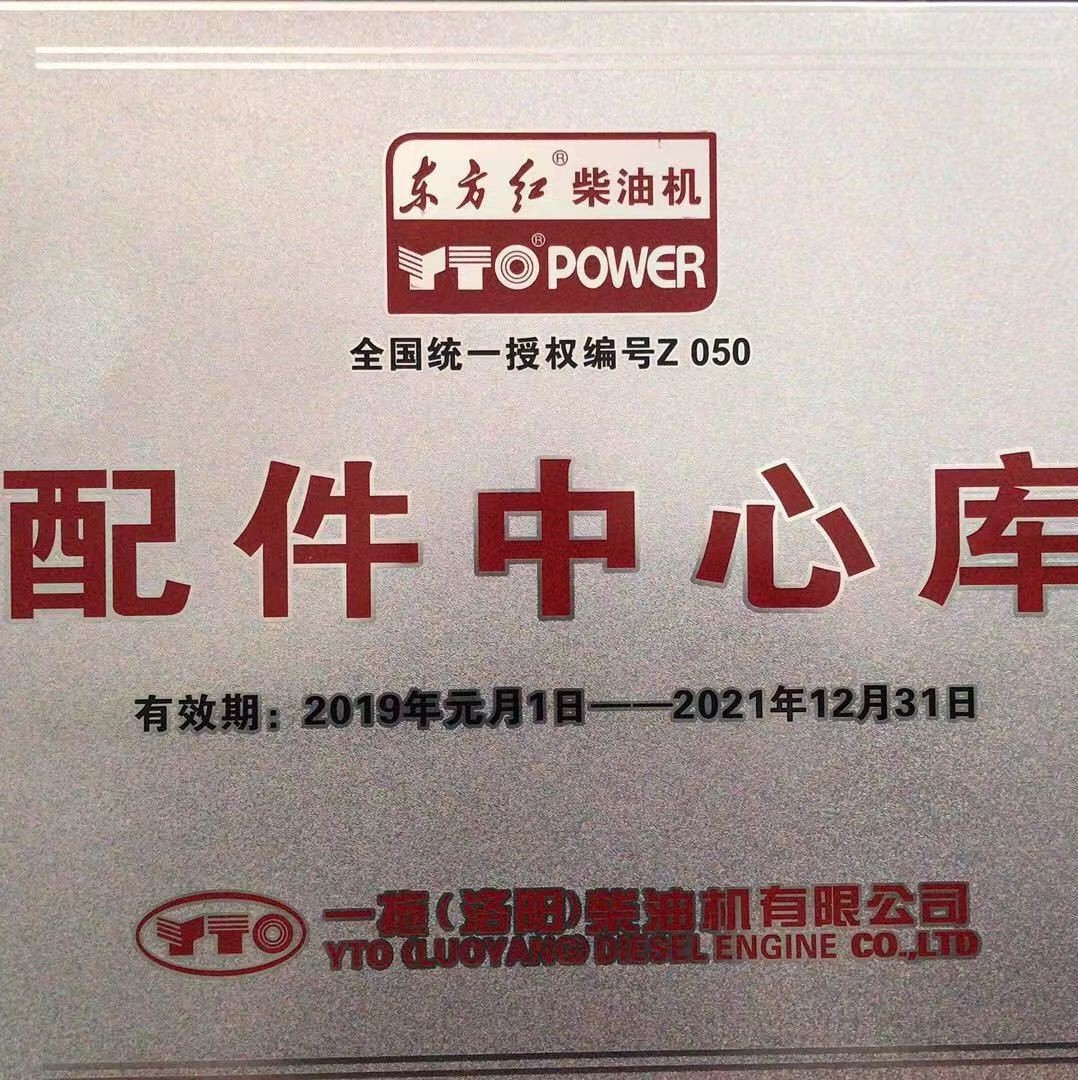 东方红®柴油机
YTO®POWER
全国统一授权编号Z 050
配件中心库
有效期：2019年元月1日——2021年12月31日
YTO 一拖（洛阳）柴油机有限公司
YTO (LUOYANG) DIESEL ENGINE CO.,LTD